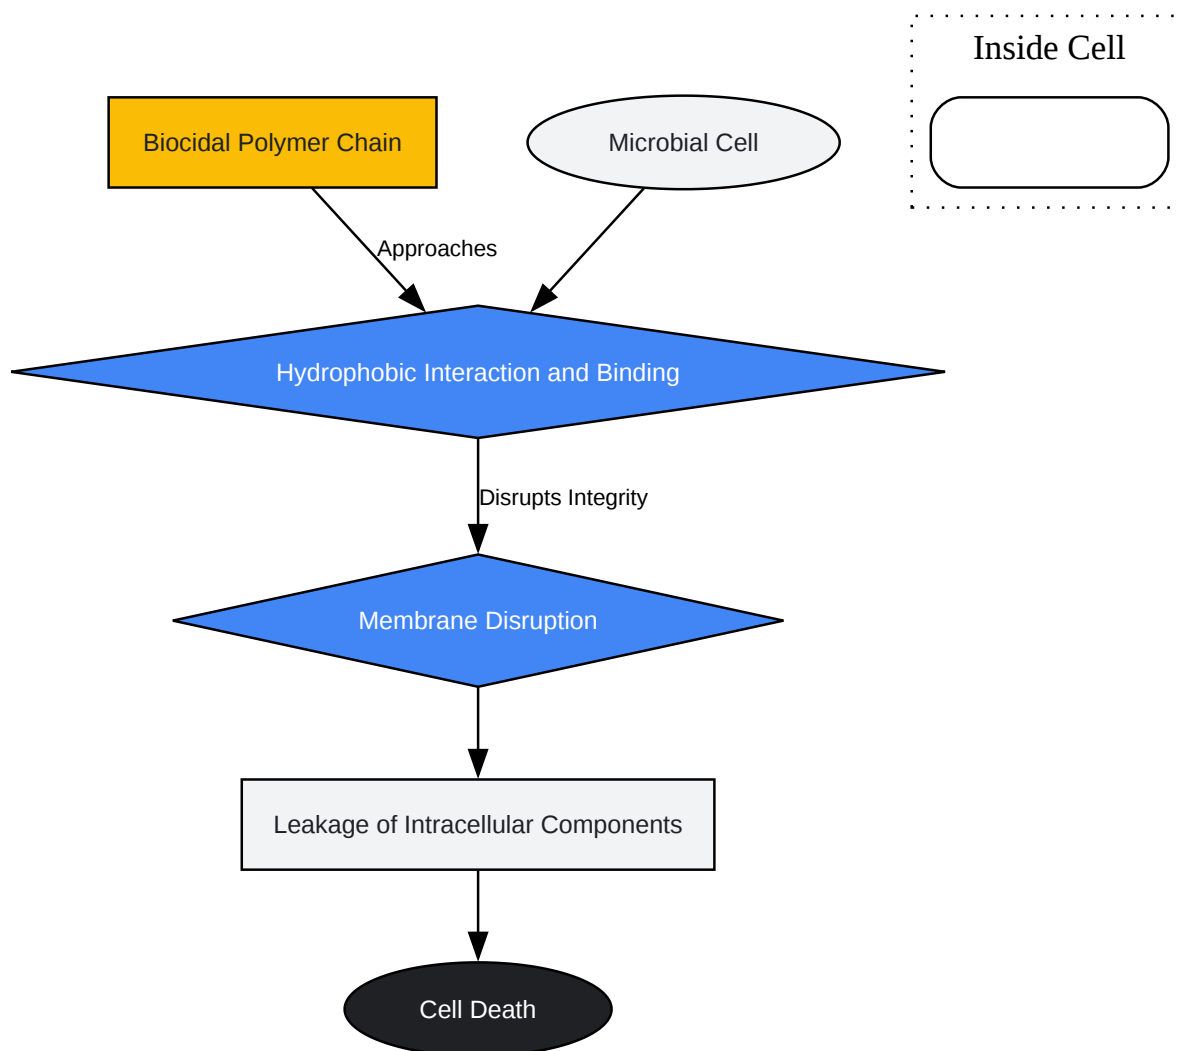 Inside Cell
Biocidal Polymer Chain
Microbial Cell
Approaches
Hydrophobic Interaction and Binding
Disrupts Integrity
Membrane Disruption
Leakage of Intracellular Components
Cell Death